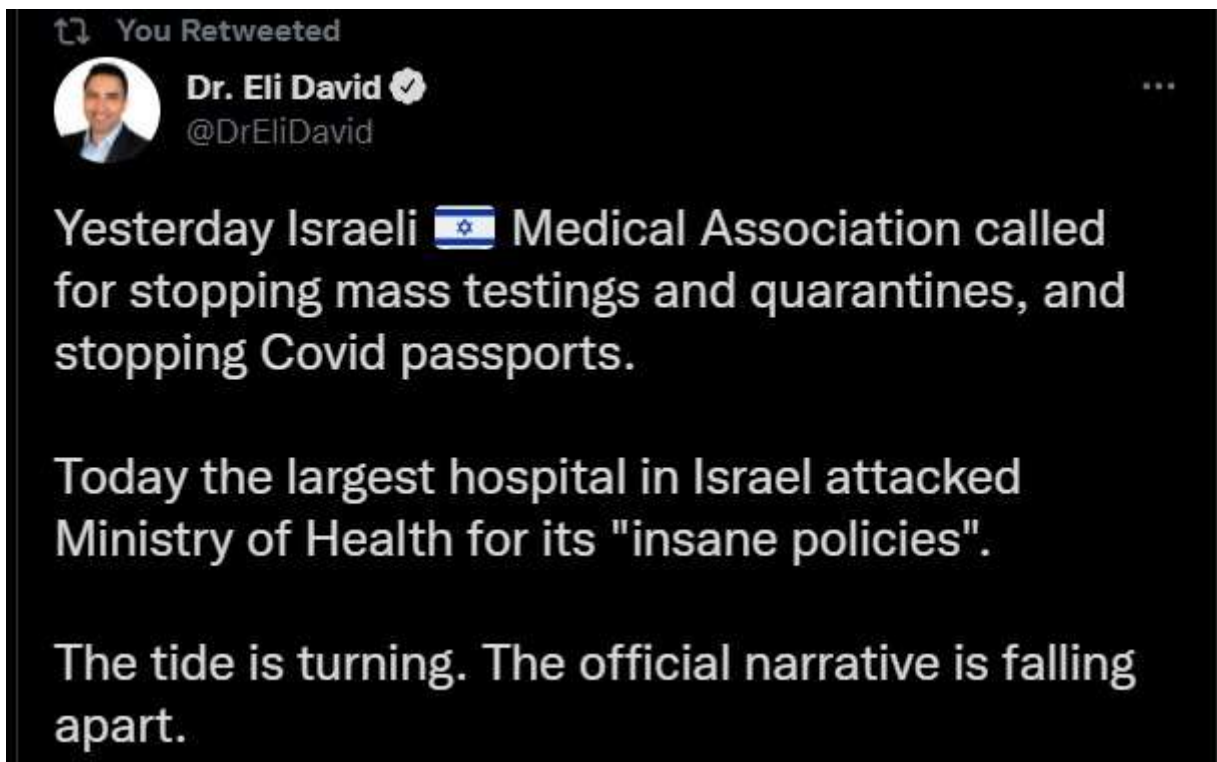 You Retweeted
Dr. Eli David
@DrEliDavid
Yesterday Israeli 🇮🇱 Medical Association called
for stopping mass testings and quarantines, and
stopping Covid passports.
Today the largest hospital in Israel attacked
Ministry of Health for its "insane policies".
The tide is turning. The official narrative is falling
apart.